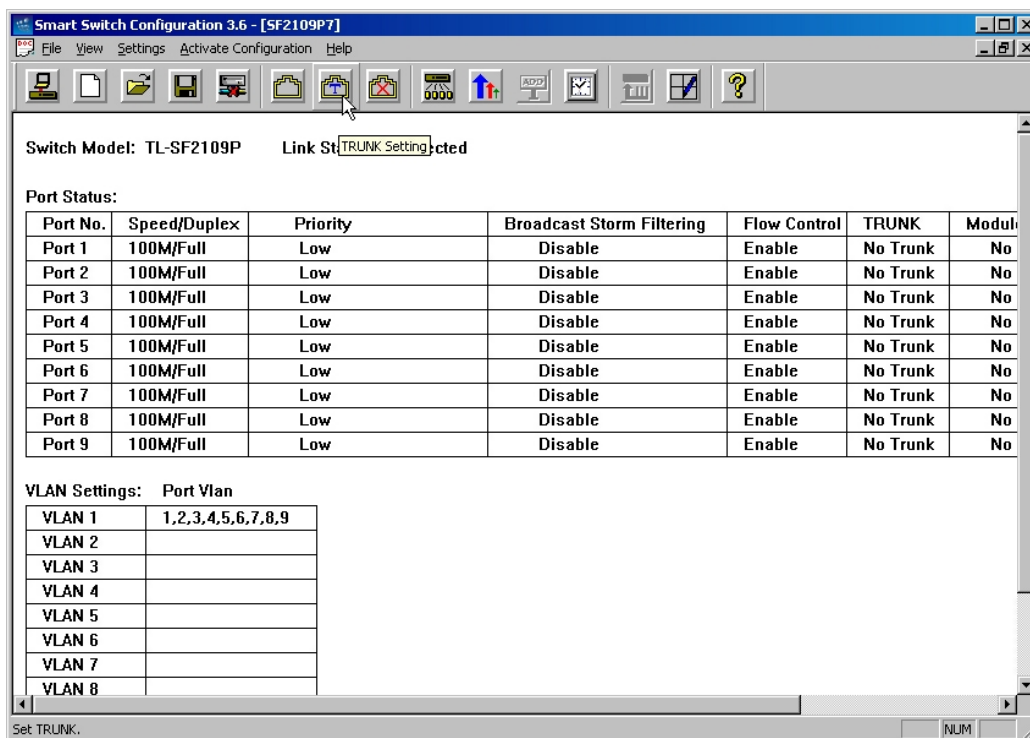 Smart Switch Configuration 3.6 - [SF2109P7]
File View Settings Activate Configuration Help
Switch Model: TL-SF2109P Link St TRUNK Setting cted
Port Status:
Port No. Speed/Duplex Priority Broadcast Storm Filtering Flow Control TRUNK Modul
Port 1 100M/Full Low Disable Enable No Trunk No
Port 2 100M/Full Low Disable Enable No Trunk No
Port 3 100M/Full Low Disable Enable No Trunk No
Port 4 100M/Full Low Disable Enable No Trunk No
Port 5 100M/Full Low Disable Enable No Trunk No
Port 6 100M/Full Low Disable Enable No Trunk No
Port 7 100M/Full Low Disable Enable No Trunk No
Port 8 100M/Full Low Disable Enable No Trunk No
Port 9 100M/Full Low Disable Enable No Trunk No
VLAN Settings: Port Vlan
VLAN 1 1,2,3,4,5,6,7,8,9
VLAN 2
VLAN 3
VLAN 4
VLAN 5
VLAN 6
VLAN 7
VLAN 8
Set TRUNK. NUM